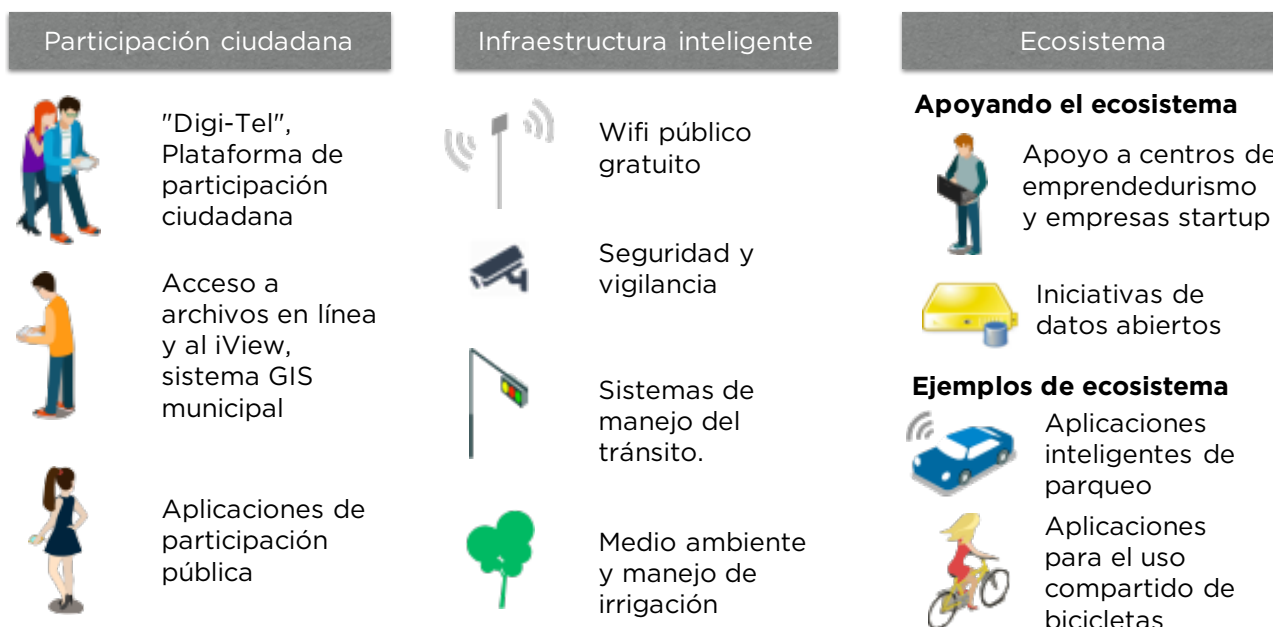 Participación ciudadana
"Digi-Tel",
Plataforma de
participación
ciudadana
Acceso a
archivos en línea
y al iView,
sistema GIS
municipal
Aplicaciones de
participación
pública
Infraestructura inteligente
Wifi público
gratuito
Seguridad y
vigilancia
Sistemas de
manejo del
tránsito.
Medio ambiente
y manejo de
irrigación
Ecosistema
Apoyando el ecosistema
Apoyo a centros de
emprendedurismo
y empresas startup
Iniciativas de
datos abiertos
Ejemplos de ecosistema
Aplicaciones
inteligentes de
parqueo
Aplicaciones
para el uso
compartido de
bicicletas